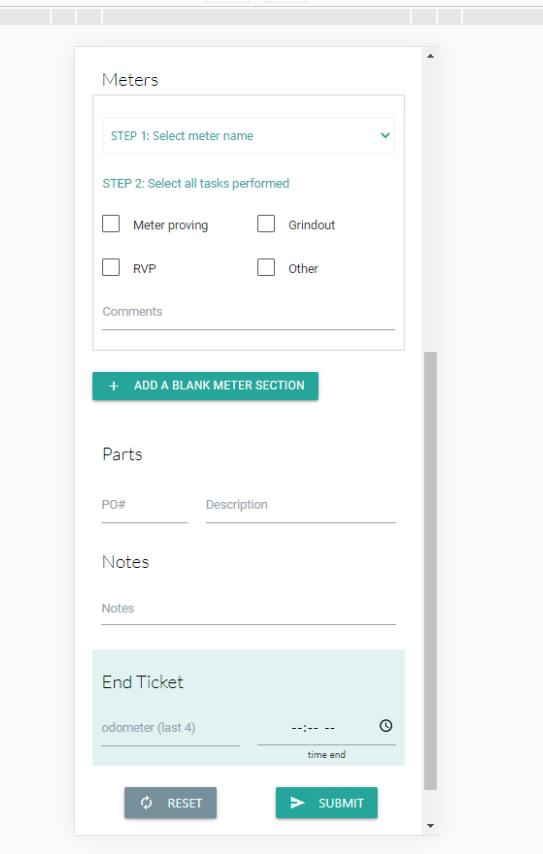 Meters
STEP 1: Select meter name
STEP 2: Select all tasks performed
Meter proving Grindout
RVP Other
Comments
+ ADD A BLANK METER SECTION
Parts
PO# Description
Notes
Notes
End Ticket
odometer (last 4) --:-- --
time end
RESET SUBMIT